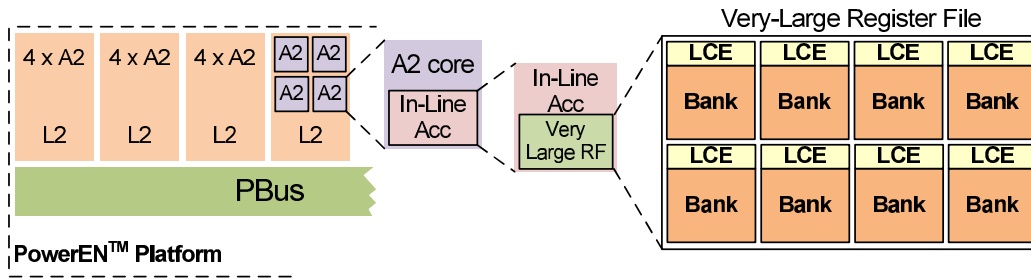 Very-Large Register File
4 x A2
4 x A2
4 x A2
A2
A2
A2
A2
L2
L2
L2
L2
PBus
PowerEN™ Platform
A2 core
In-Line
Acc
In-Line
Acc
Very
Large RF
LCE
LCE
LCE
LCE
Bank
Bank
Bank
Bank
LCE
LCE
LCE
LCE
Bank
Bank
Bank
Bank